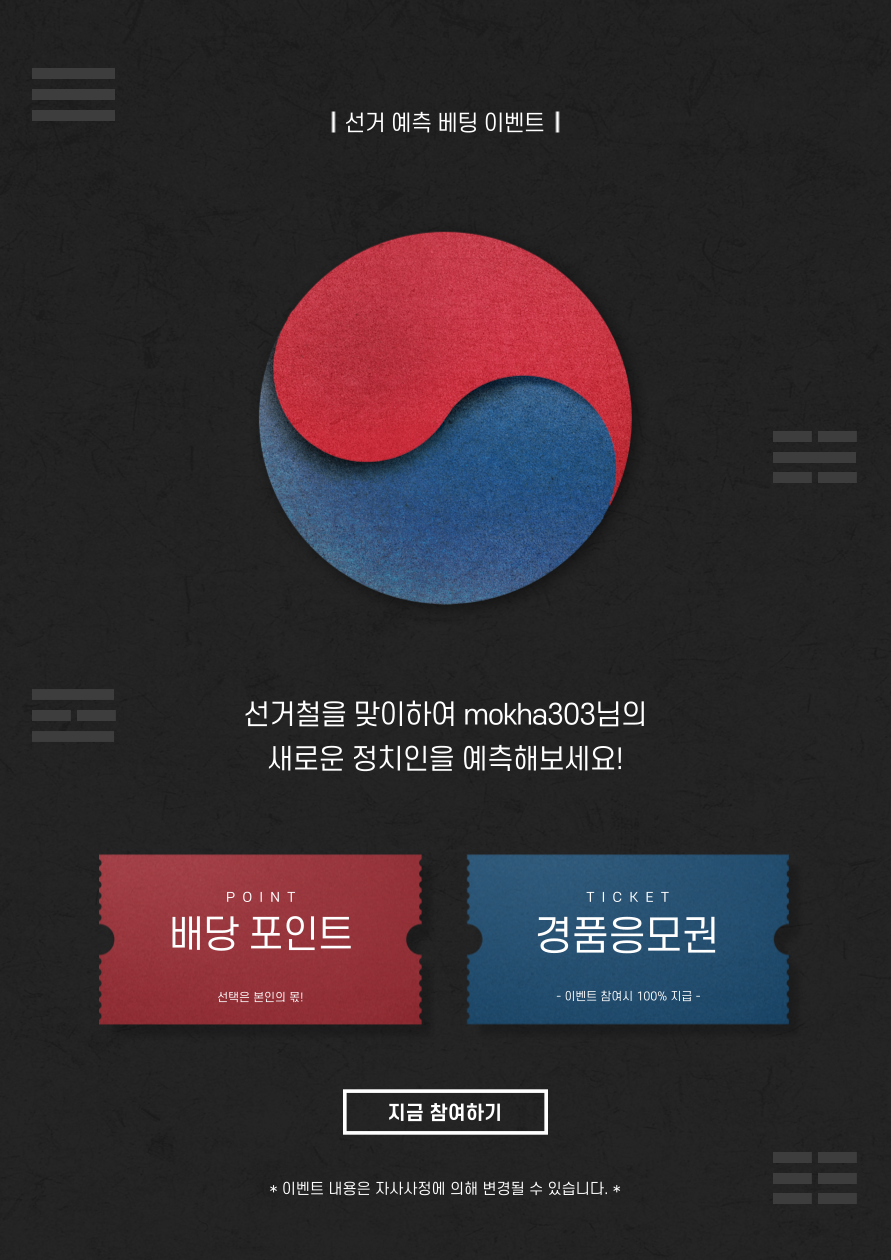 선거 예측 베팅 이벤트
선거철을 맞이하여 mokha303님의
새로운 정치인을 예측해보세요!
POINT
배당 포인트
선택은 본인의 몫!
TICKET
경품응모권
- 이벤트 참여시 100% 지급 -
지금 참여하기
* 이벤트 내용은 자사사정에 의해 변경될 수 있습니다. *